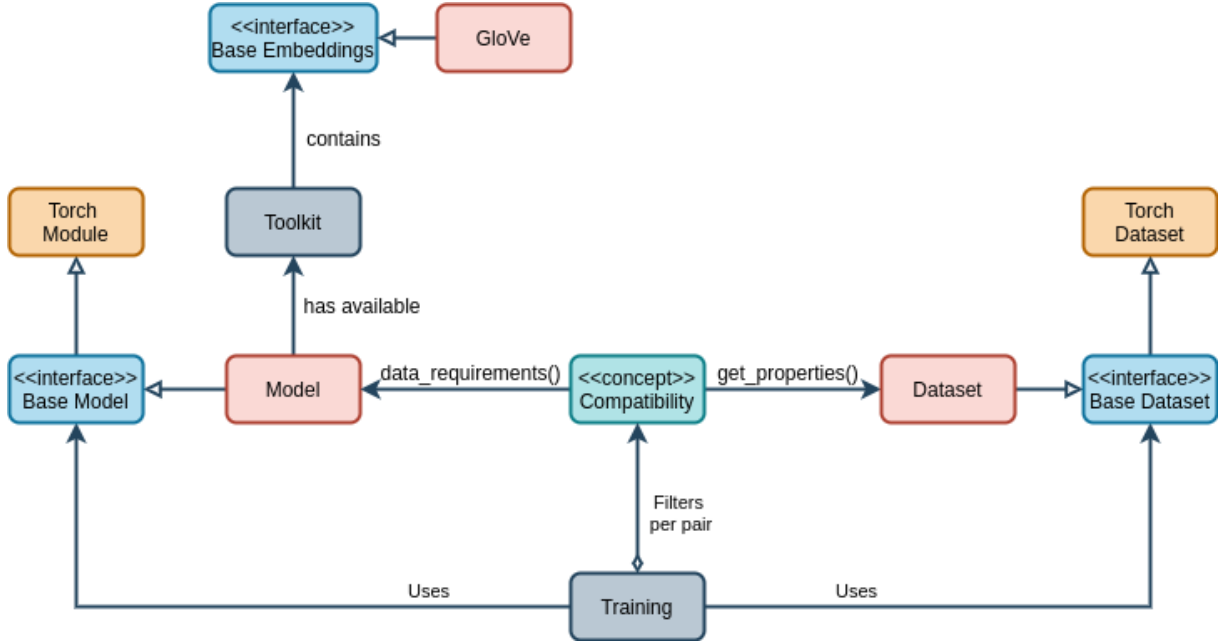 <<interface>>
Base Embeddings
GloVe
contains
Torch
Module
Toolkit
Torch
Dataset
has available
<<interface>>
Base Model
Model
data_requirements()
<<concept>>
Compatibility
get_properties()
Dataset
<<interface>>
Base Dataset
Filters
per pair
Uses
Training
Uses